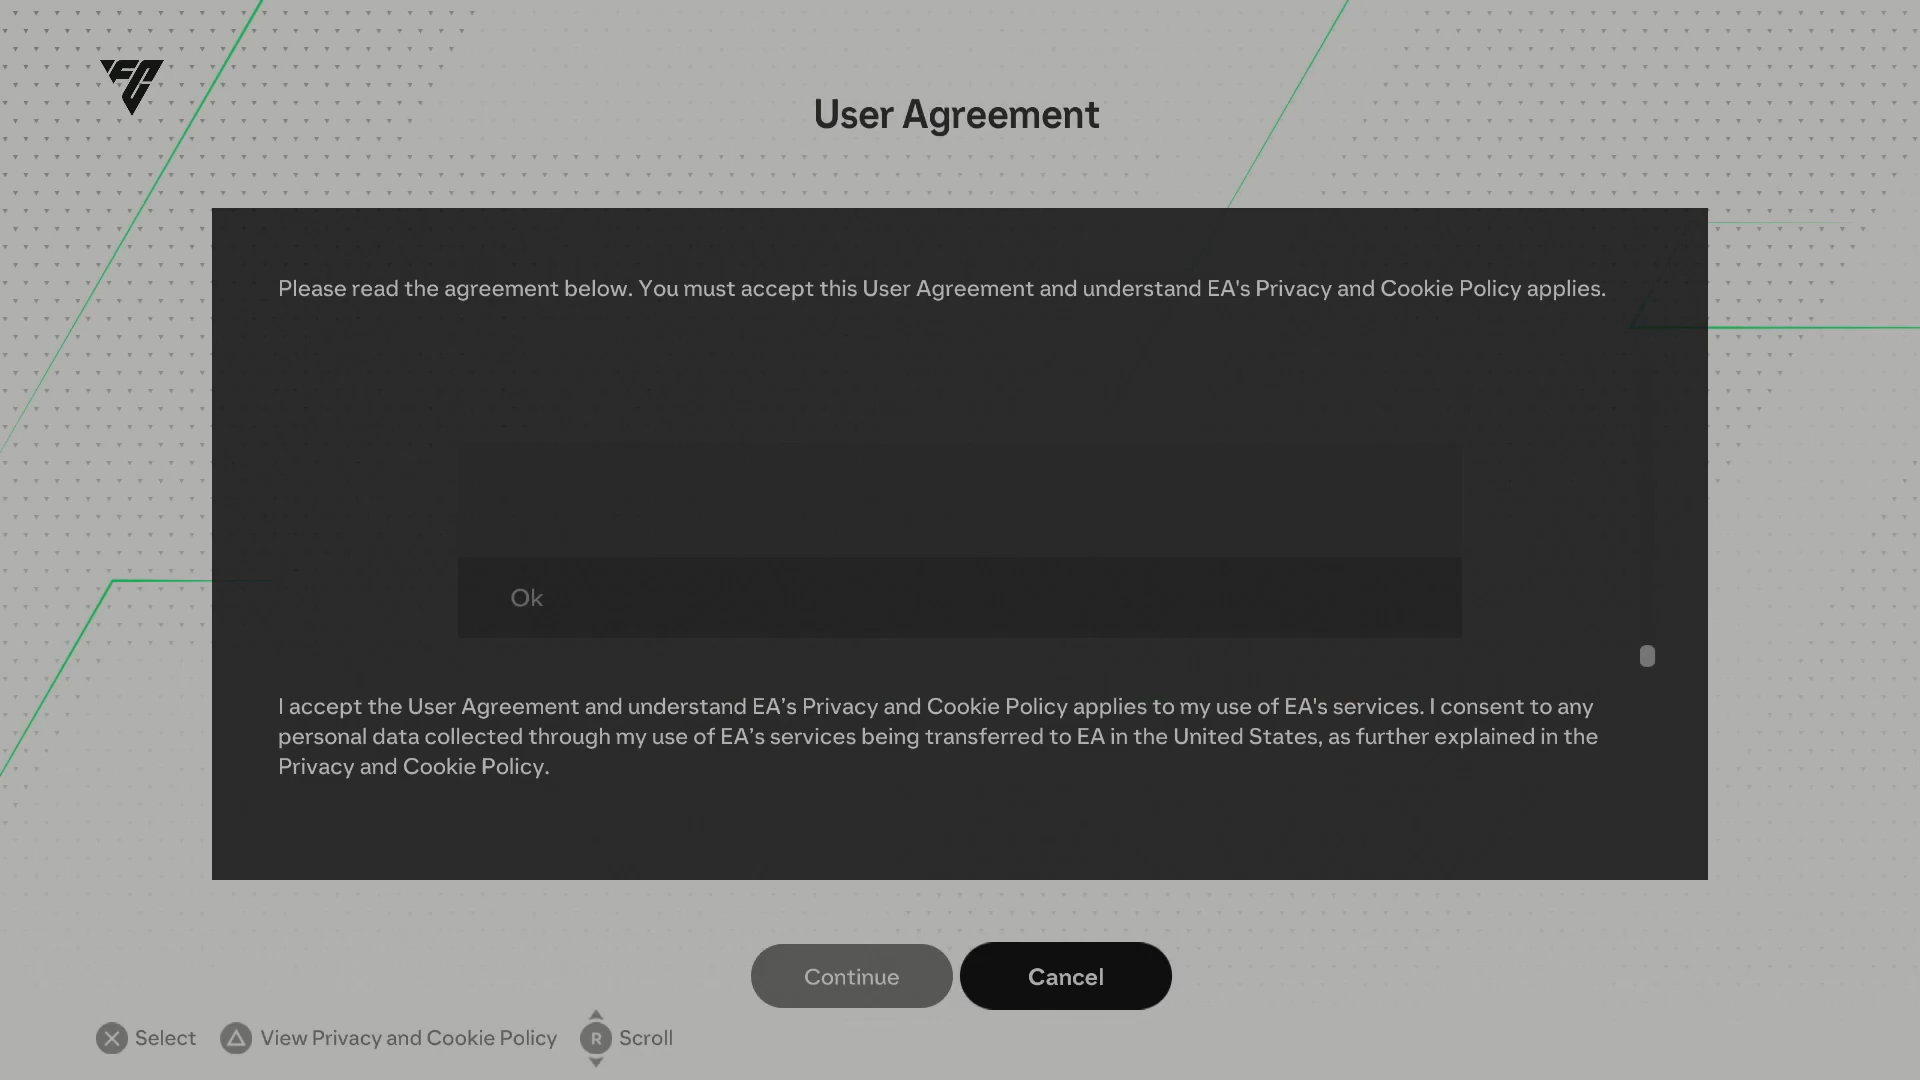 FC
User Agreement
Please read the agreement below. You must accept this User Agreement and understand EA's Privacy and Cookie Policy applies.
Ok
I accept the User Agreement and understand EA’s Privacy and Cookie Policy applies to my use of EA's services. I consent to any
personal data collected through my use of EA’s services being transferred to EA in the United States, as further explained in the
Privacy and Cookie Policy.
Continue
Cancel
Select
View Privacy and Cookie Policy
R
Scroll